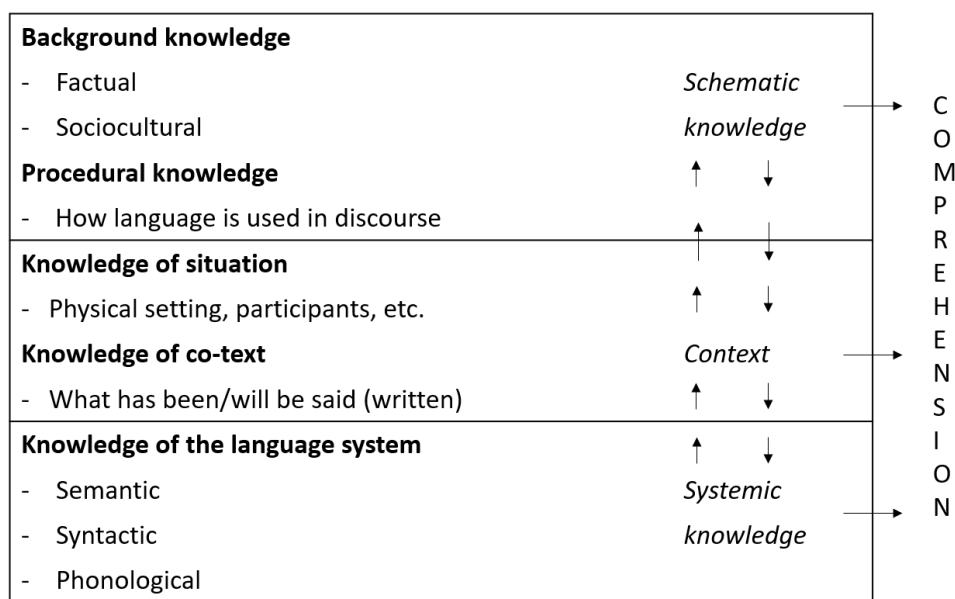 Background knowledge
- Factual
Schematic
- Sociocultural
knowledge
Procedural knowledge
- How language is used in discourse
Knowledge of situation
- Physical setting, participants, etc.
Knowledge of co-text
Context
- What has been/will be said (written)
Knowledge of the language system
- Semantic
Systemic
- Syntactic
knowledge
- Phonological
COMPREHENSION